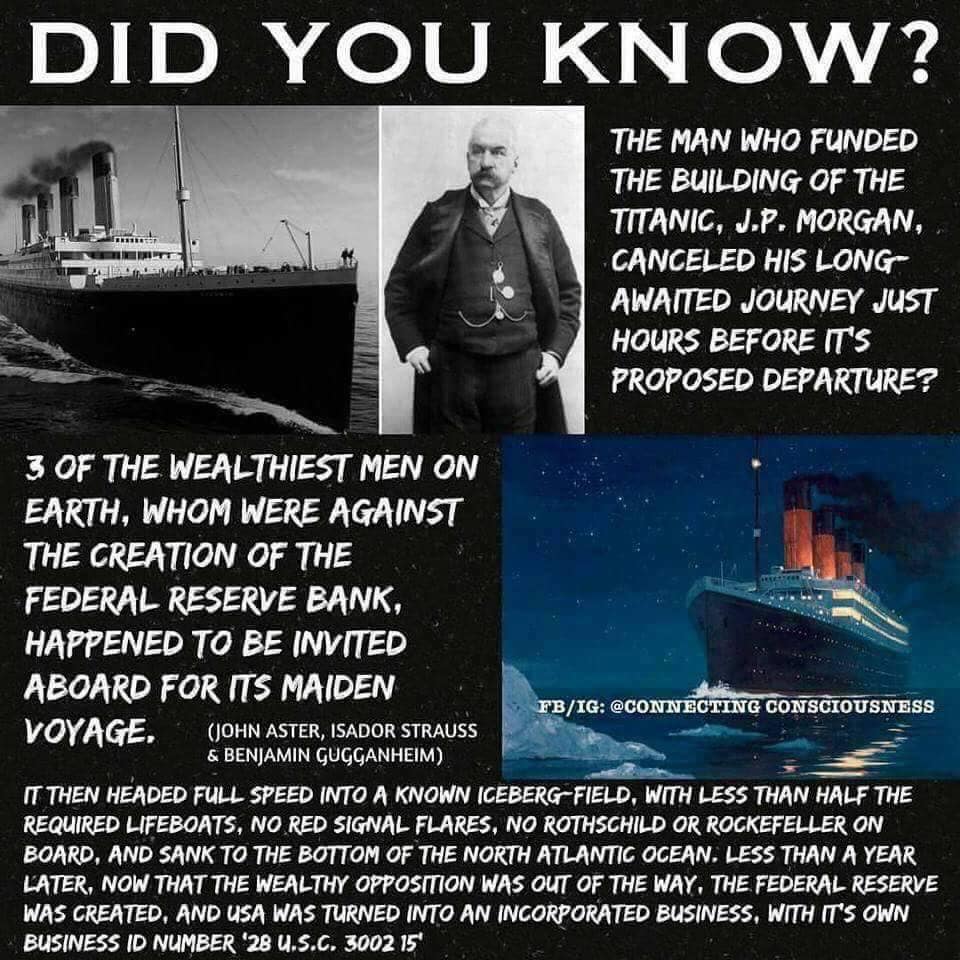 DID YOU KNOW?
THE MAN WHO FUNDED
THE BUILDING OF THE
TITANIC, J.P. MORGAN,
CANCELED HIS LONG-
AWAITED JOURNEY JUST
HOURS BEFORE IT'S
PROPOSED DEPARTURE?
3 OF THE WEALTHIEST MEN ON
EARTH, WHOM WERE AGAINST
THE CREATION OF THE
FEDERAL RESERVE BANK,
HAPPENED TO BE INVITED
ABOARD FOR ITS MAIDEN
VOYAGE.
(JOHN ASTER, ISADOR STRAUSS
& BENJAMIN GUGGANHEIM)
FB/IG: @CONNECTING CONSCIOUSNESS
IT THEN HEADED FULL SPEED INTO A KNOWN ICEBERG-FIELD, WITH LESS THAN HALF THE
REQUIRED LIFEBOATS, NO RED SIGNAL FLARES, NO ROTHSCHILD OR ROCKEFELLER ON
BOARD, AND SANK TO THE BOTTOM OF THE NORTH ATLANTIC OCEAN. LESS THAN A YEAR
LATER, NOW THAT THE WEALTHY OPPOSITION WAS OUT OF THE WAY, THE FEDERAL RESERVE
WAS CREATED, AND USA WAS TURNED INTO AN INCORPORATED BUSINESS, WITH IT'S OWN
BUSINESS ID NUMBER '28 U.S.C. 3002 15'